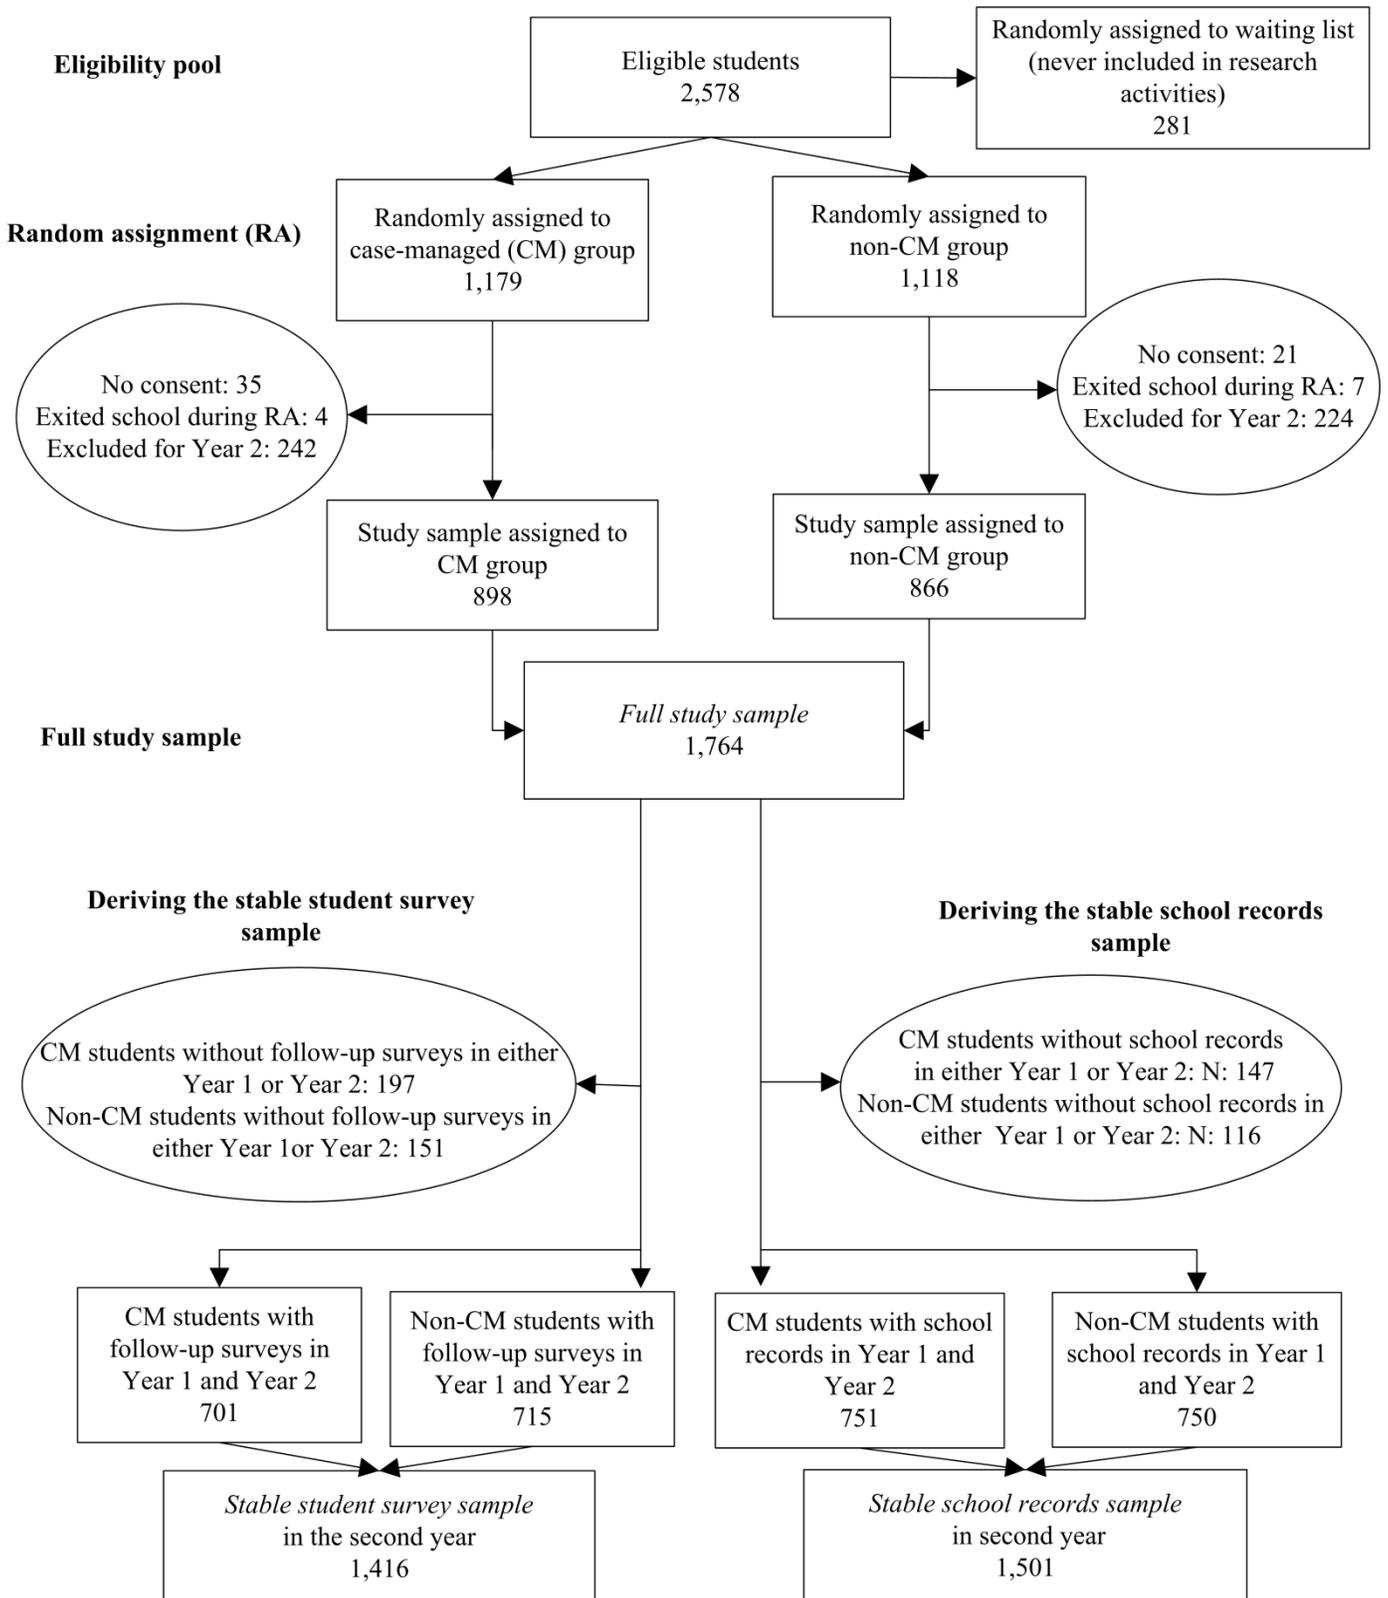 Eligibility pool
Eligible students
2,578
Randomly assigned to waiting list
(never included in research
activities)
281
Random assignment (RA)
Randomly assigned to
case-managed (CM) group
1,179
Randomly assigned to
non-CM group
1,118
No consent: 35
Exited school during RA: 4
Excluded for Year 2: 242
No consent: 21
Exited school during RA: 7
Excluded for Year 2: 224
Study sample assigned to
CM group
898
Study sample assigned to
non-CM group
866
Full study sample
Full study sample
1,764
Deriving the stable student survey
sample
Deriving the stable school records
sample
CM students without follow-up surveys in either
Year 1 or Year 2: 197
Non-CM students without follow-up surveys in
either Year 1or Year 2: 151
CM students without school records
in either Year 1 or Year 2: N: 147
Non-CM students without school records in
either  Year 1 or Year 2: N: 116
CM students with
follow-up surveys in
Year 1 and Year 2
701
Non-CM students with
follow-up surveys in
Year 1 and Year 2
715
CM students with school
records in Year 1 and
Year 2
751
Non-CM students with
school records in Year 1
and Year 2
750
Stable student survey sample
in the second year
1,416
Stable school records sample
in second year
1,501